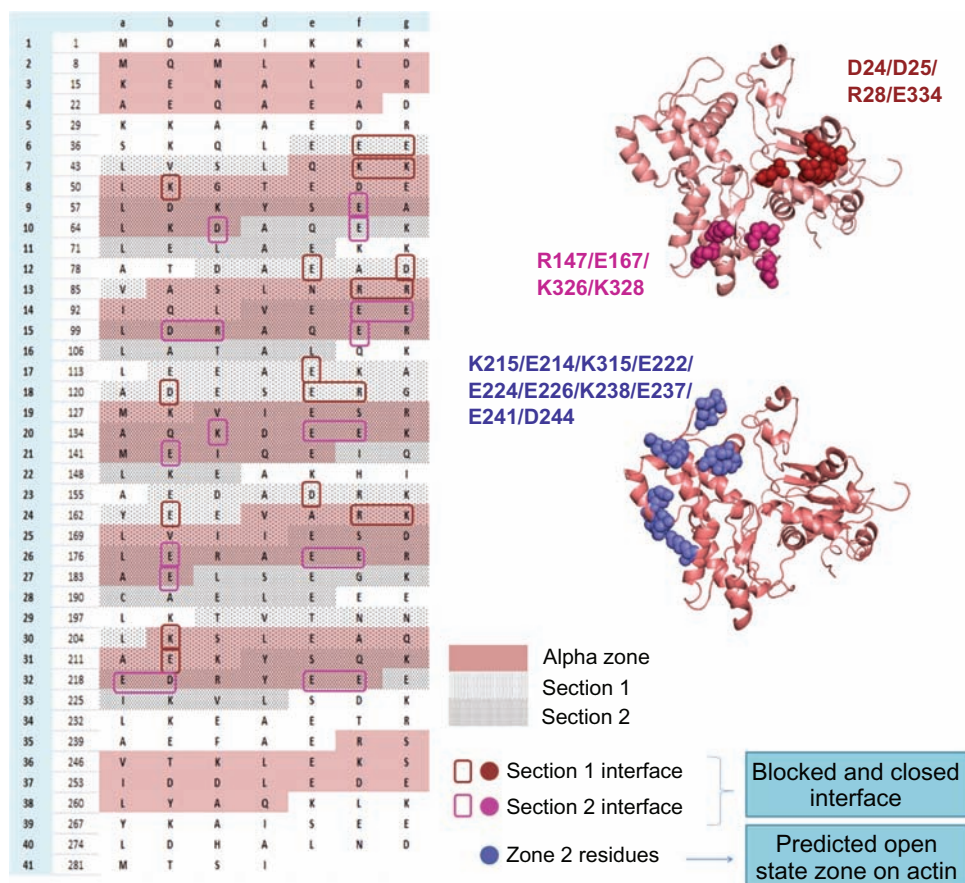 a b c d e f g
1 1 M D A I K K K
2 8 M Q M L K L D
3 15 K E N A L D R
4 22 A E Q A E A D
5 29 K K A A E D R
6 36 S K Q L E E E
7 43 L V S L Q K K
8 50 L K G T E D E
9 57 L D K Y S E A
10 64 L K D A Q E K
11 71 L E L A E K K
12 78 A T D A E A D
13 85 V A S L N R R
14 92 I Q L V E E E
15 99 L D R A Q E R
16 106 L A T A L Q K
17 113 L E E A E K A
18 120 A D E S E R G
19 127 M K V I E S R
20 134 A Q K D E E K
21 141 M E I Q E I Q
22 148 L K E A K H I
23 155 A E D A D R K
24 162 Y E E V A R K
25 169 L V I I E S D
26 176 L E R A E E R
27 183 A E L S E G K
28 190 C A E L E E E
29 197 L K T V T N N
30 204 L K S L E A Q
31 211 A E K Y S Q K
32 218 E D R Y E E E
33 225 I K V L S D K
34 232 L K E A E T R
35 239 A E F A E R S
36 246 V T K L E K S
37 253 I D D L E D E
38 260 L Y A Q K L K
39 267 Y K A I S E E
40 274 L D H A L N D
41 281 M T S I
D24/D25/
R28/E334
R147/E167/
K326/K328
K215/E214/K315/E222/
E224/E226/K238/E237/
E241/D244
Alpha zone
Section 1
Section 2
Section 1 interface
Section 2 interface
Zone 2 residues
Blocked and closed
interface
Predicted open
state zone on actin